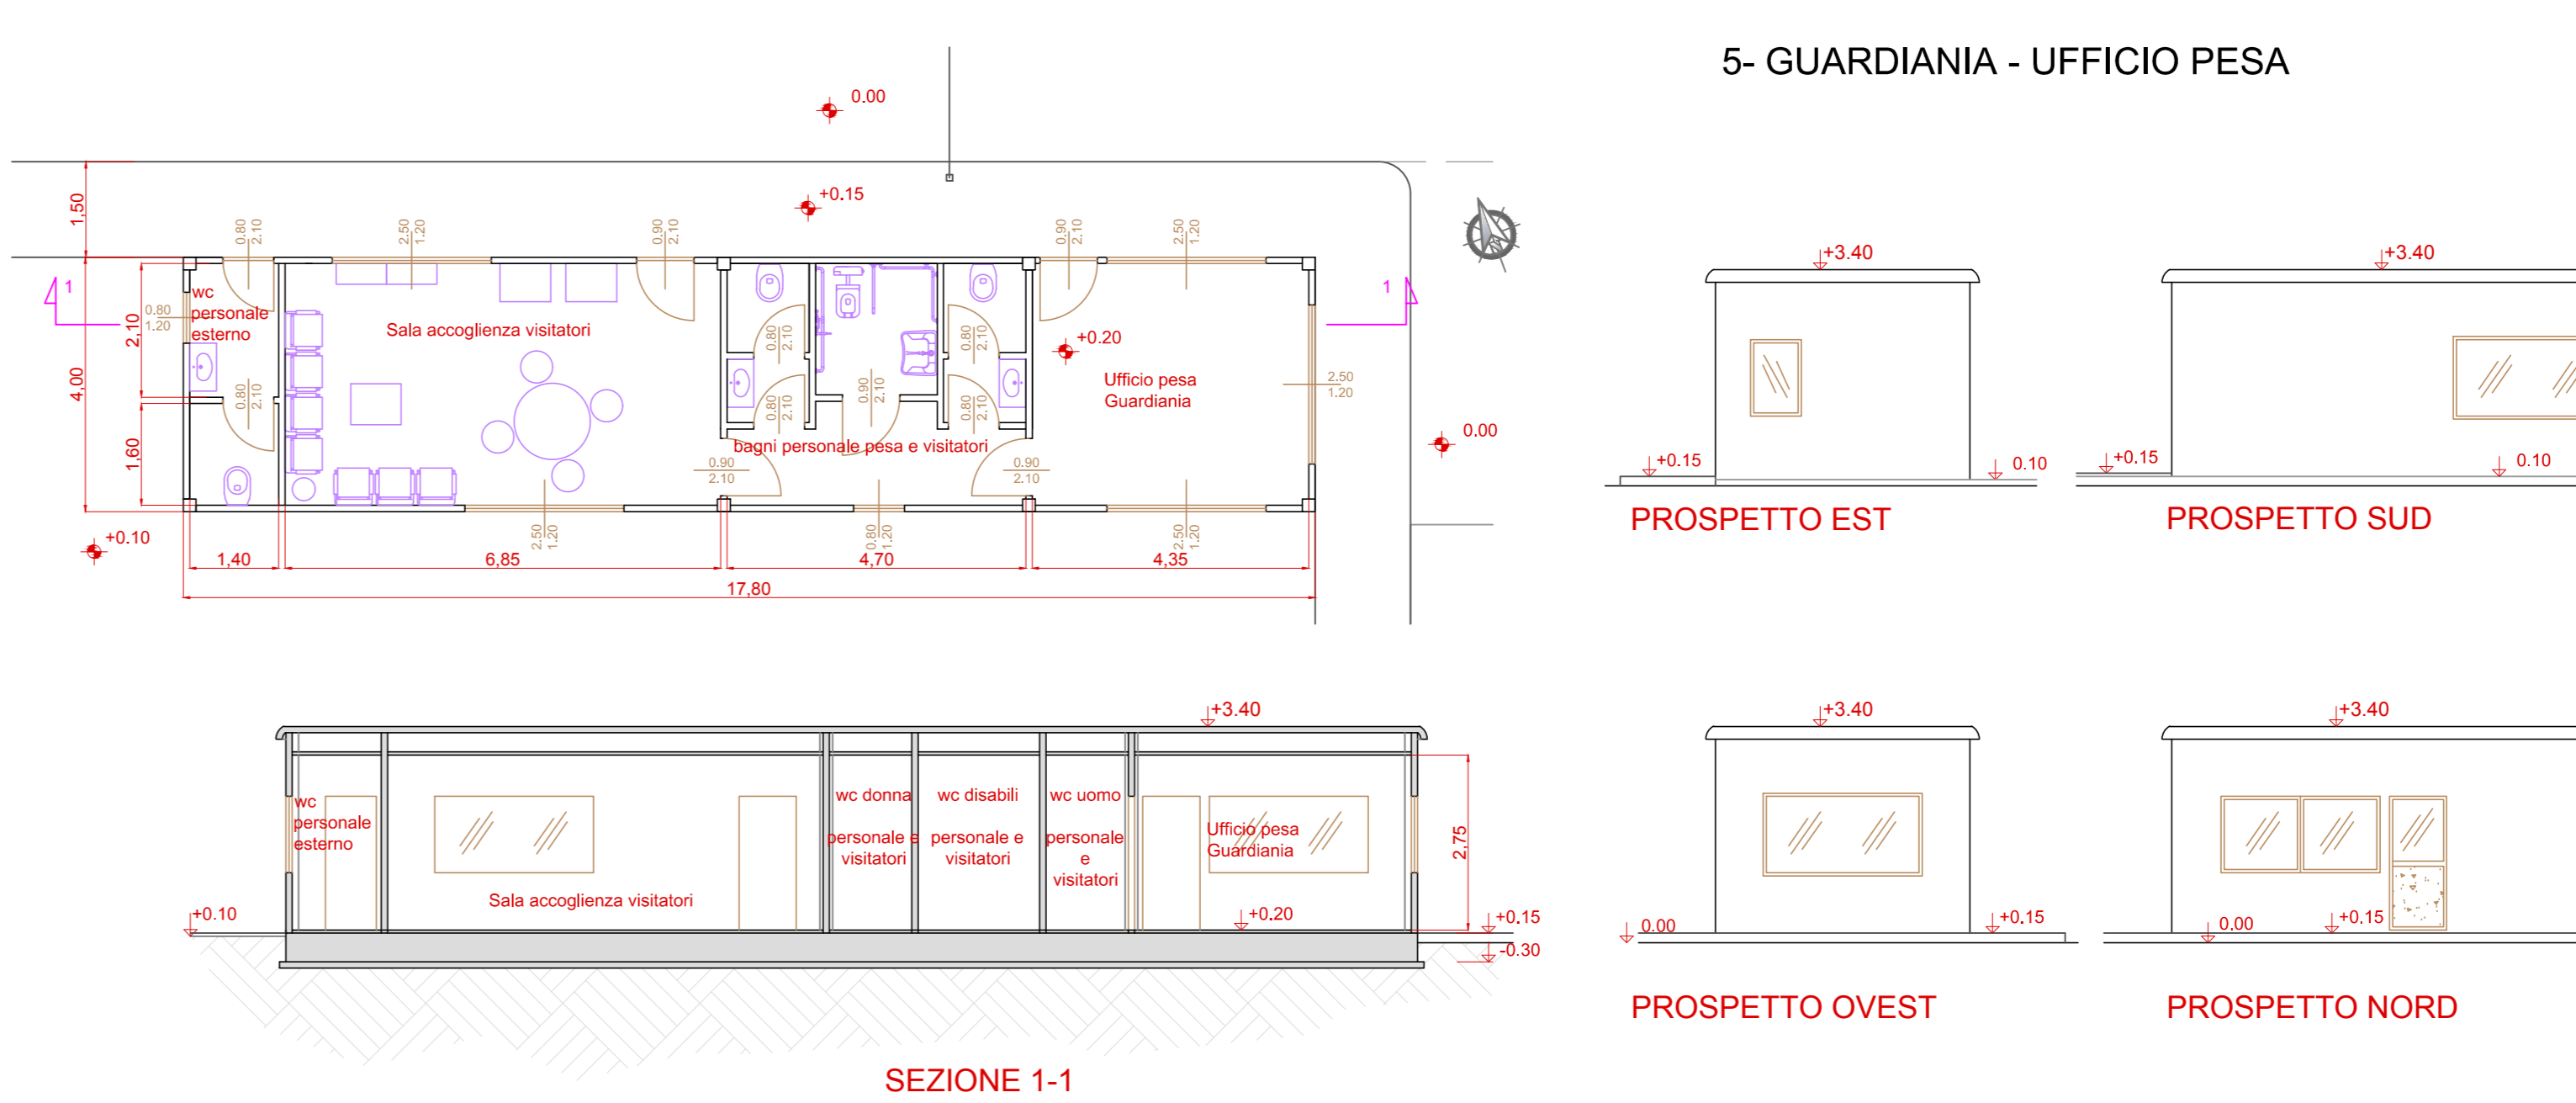 5- GUARDIANIA - UFFICIO PESA
0.00
+0.15
1,50
0.80
2.10
2.50
1.20
0.90
2.10
0.90
2.10
2.50
1.20
1
1
wc
personale
esterno
0.80
1.20
2,10
4,00
1,60
Sala accoglienza visitatori
0.80
2.10
0.80
2.10
0.80
2.10
0.90
2.10
0.80
2.10
0.80
2.10
+0.20
Ufficio pesa
Guardiania
2.50
1.20
0.00
bagni personale pesa e visitatori
0.90
2.10
0.90
2.10
+0.10
2.50
1.20
0.80
1.20
2.50
1.20
1,40
6,85
4,70
4,35
17,80
+3.40
+0.15
0.10
PROSPETTO EST
+3.40
+0.15
0.10
PROSPETTO SUD
+3.40
wc
personale
esterno
Sala accoglienza visitatori
wc donna
personale e
visitatori
wc disabili
personale e
visitatori
wc uomo
personale
e
visitatori
Ufficio pesa
Guardiania
2,75
+0.10
+0.20
+0.15
-0.30
SEZIONE 1-1
+3.40
0.00
+0.15
PROSPETTO OVEST
+3.40
0.00
+0.15
PROSPETTO NORD